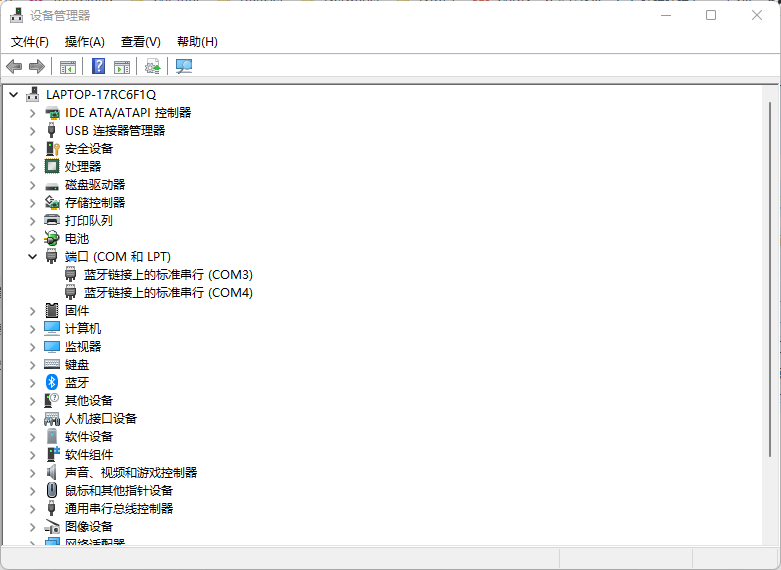 设备管理器
文件(F) 操作(A) 查看(V) 帮助(H)
LAPTOP-17RC6F1Q
IDE ATA/ATAPI 控制器
USB 连接器管理器
安全设备
处理器
磁盘驱动器
存储控制器
打印队列
电池
端口 (COM 和 LPT)
蓝牙链接上的标准串行 (COM3)
蓝牙链接上的标准串行 (COM4)
固件
计算机
监视器
键盘
蓝牙
其他设备
人机接口设备
软件设备
软件组件
声音、视频和游戏控制器
鼠标和其他指针设备
通用串行总线控制器
图像设备
网络适配器